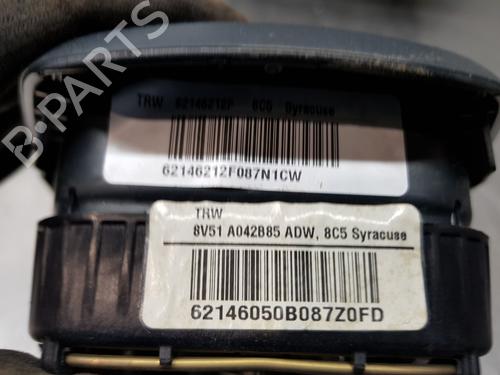 B-PARTS
TRW 62146212F 8C5 Syracuse
62146212F087N1CW
TRW
8V51 A042B85 ADW, 8C5 Syracuse
62146050B087Z0FD